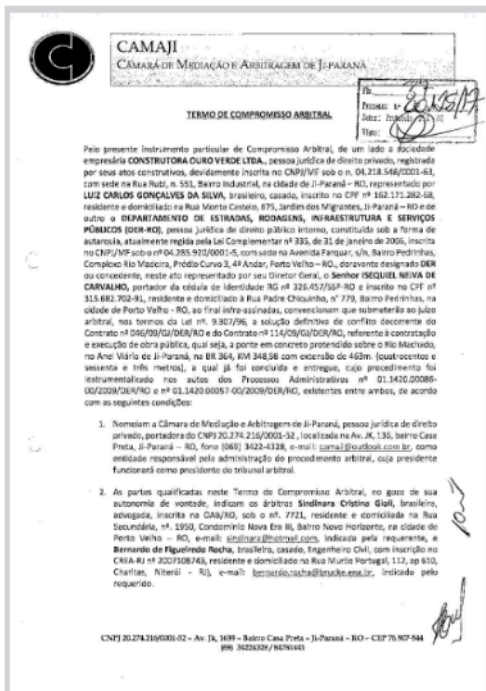 CAMAJI
CÂMARA DE MEDIAÇÃO E ARBITRAGEM DE JI-PARANÁ
Fls.
Processo nº 20175/17
Visto:
TERMO DE COMPROMISSO ARBITRAL
Pelo presente instrumento particular de Compromisso Arbitral, de um lado a sociedade
empresária CONSTRUTORA OURO VERDE LTDA., pessoa jurídica de direito privado, registrada
por seus atos constitutivos, devidamente inscrita no CNPJ/MF sob o n. 04.218.548/0001-63,
com sede na Rua Rubi, n. 551, Bairro Industrial, na cidade de Ji-Paraná – RO, representado por
LUIZ CARLOS GONÇALVES DA SILVA, brasileiro, casado, inscrito no CPF nº 162.171.282-68,
residente e domiciliado na Rua Monte Castelo, 675, Jardim dos Migrantes, Ji-Paraná – RO e de
outro o DEPARTAMENTO DE ESTRADAS, RODAGENS, INFRAESTRUTURA E SERVIÇOS
PÚBLICOS (DER-RO), pessoa jurídica de direito público interno, constituída sob a forma de
autarquia, atualmente regida pela Lei Complementar nº 335, de 31 de janeiro de 2006, inscrita
no CNPJ/MF sob o nº 04.285.920/0001-5, com sede na Avenida Farquar, s/n, Bairro Pedrinhas,
Complexo Rio Madeira, Prédio Curvo 3, 4º Andar, Porto Velho – RO., doravante designado DER
ou concedente, neste ato representado por seu Diretor Geral, o Senhor ISEQUIEL NEIVA DE
CARVALHO, portador da cédula de Identidade RG nº 326.457/SSP-RO e inscrito no CPF nº
315.682.702-91, residente e domiciliado à Rua Padre Chiquinho, nº 779, Bairro Pedrinhas, na
cidade de Porto Velho - RO, ao final infra-assinadas, convencionam que submeterão ao juízo
arbitral, nos termos da Lei nº. 9.307/96, a solução definitiva de conflito decorrente do
Contrato nº 046/09/GJ/DER/RO e do Contrato nº 114/09/GJ/DER/RO, referente à contratação
e execução de obra pública, qual seja, a ponte em concreto protendido sobre o Rio Machado,
no Anel Viário de Ji-Paraná, na BR 364, KM 348,98 com extensão de 463m. (quatrocentos e
sessenta e três metros), a qual já foi concluída e entregue, cujo procedimento foi
instrumentalizado nos autos dos Processos Administrativos nº 01.1420.00086-
00/2009/DER/RO e nº 01.1420.00057-00/2009/DER/RO, existentes entre ambas, de acordo
com as seguintes condições:
1. Nomeiam a Câmara de Mediação e Arbitragem de Ji-Paraná, pessoa jurídica de direito
privado, portadora do CNPJ 20.274.216/0001-52, localizada na Av. JK, 136, bairro Casa
Preta, Ji-Paraná – RO, fono (069) 3422-4328, e-mail: camaji@outlook.com.br, como
entidade responsável pela administração do procedimento arbitral, cuja presidente
funcionará como presidente do tribunal arbitral.
2. As partes qualificadas neste Termo de Compromisso Arbitral, no gozo de sua
autonomia de vontade, indicam os árbitros Sindinara Cristina Gioli, brasileira,
advogada, inscrita na OAB/RO, sob o nº. 7721, residente e domiciliada na Rua
Secundária, nº. 1950, Condomínio Nova Era III, Bairro Novo Horizonte, na cidade de
Porto Velho – RO, e-mail: sindinara@hotmail.com, indicada pela requerente, e
Bernardo de Figueiredo Rocha, brasileiro, casado, Engenheiro Civil, com inscrição no
CREA-RJ nº 2007108743, residente e domiciliado na Rua Murilo Portugal, 112, ap 610,
Charitas, Niterói - RJ), e-mail: bernardo.rocha@brucke.eng.br, indicado pelo
requerido.
CNPJ 20.274.216/0001-52 – Av. Jk, 1699 – Bairro Casa Preta – Ji-Paraná – RO – CEP 76.907-544
(69) 34224328 / 84761441